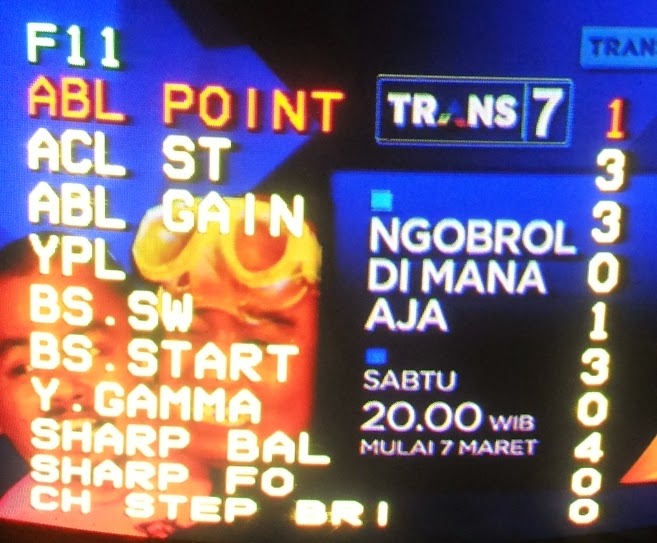 F11
ABL POINT 1
ACL ST 3
ABL GAIN 3
YPL 0
BS.SW 1
BS.START 3
Y.GAMMA 0
SHARP BAL 4
SHARP FO 0
CH STEP BRI 0
TRANS
TRANS 7
NGOBROL
DI MANA
AJA
SABTU
20.00 WIB
MULAI 7 MARET